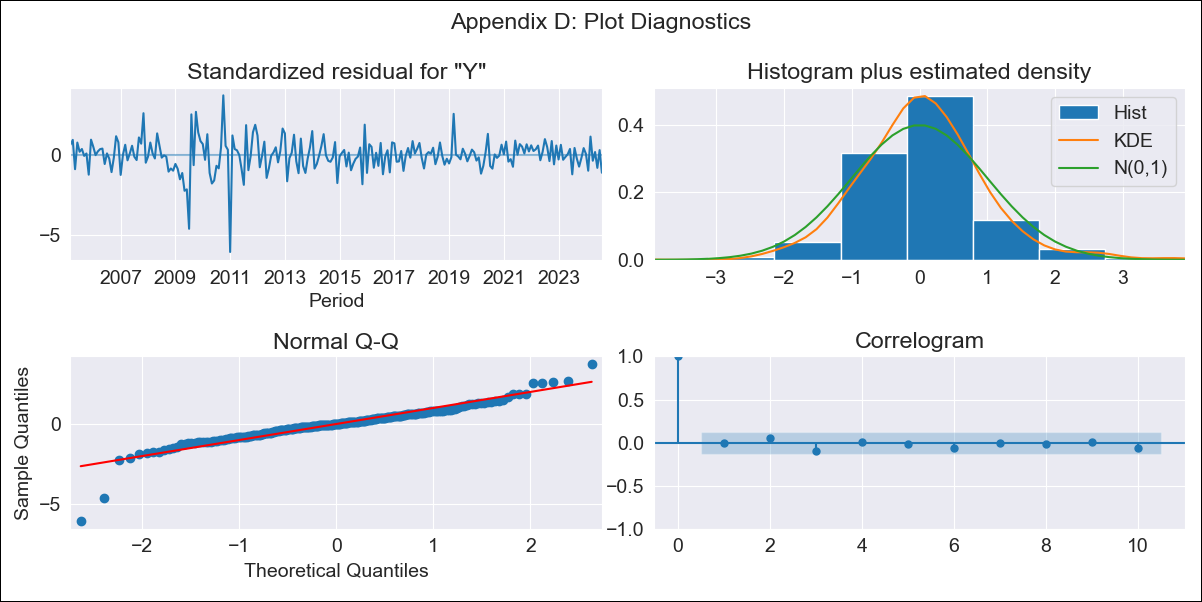 Appendix D: Plot Diagnostics
Standardized residual for "Y"
0
−5
2007 2009 2011 2013 2015 2017 2019 2021 2023
Period
Histogram plus estimated density
Hist
KDE
N(0,1)
0.4
0.2
0.0
−3 −2 −1 0 1 2 3
Normal Q-Q
Sample Quantiles
0
−5
−2 −1 0 1 2
Theoretical Quantiles
Correlogram
1.0
0.5
0.0
−0.5
−1.0
0 2 4 6 8 10